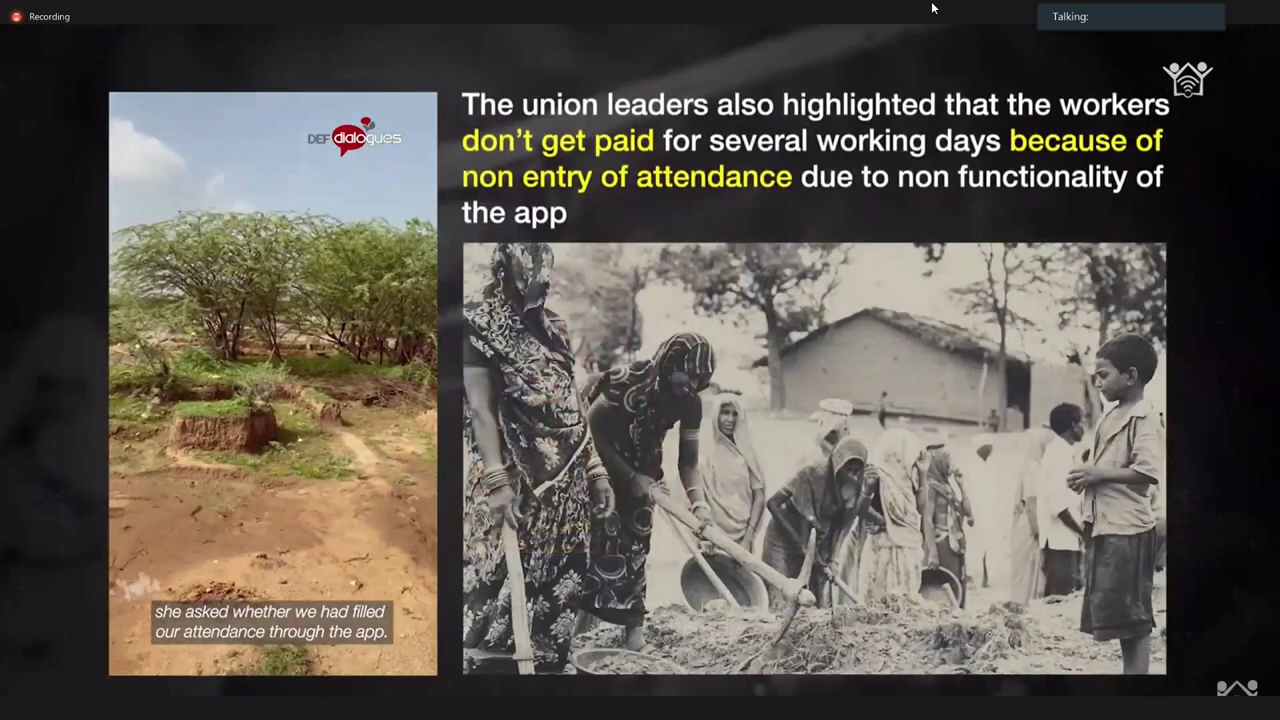 Recording
Talking:
DEF dialogues
The union leaders also highlighted that the workers
don't get paid for several working days because of
non entry of attendance due to non functionality of
the app
she asked whether we had filled
our attendance through the app.